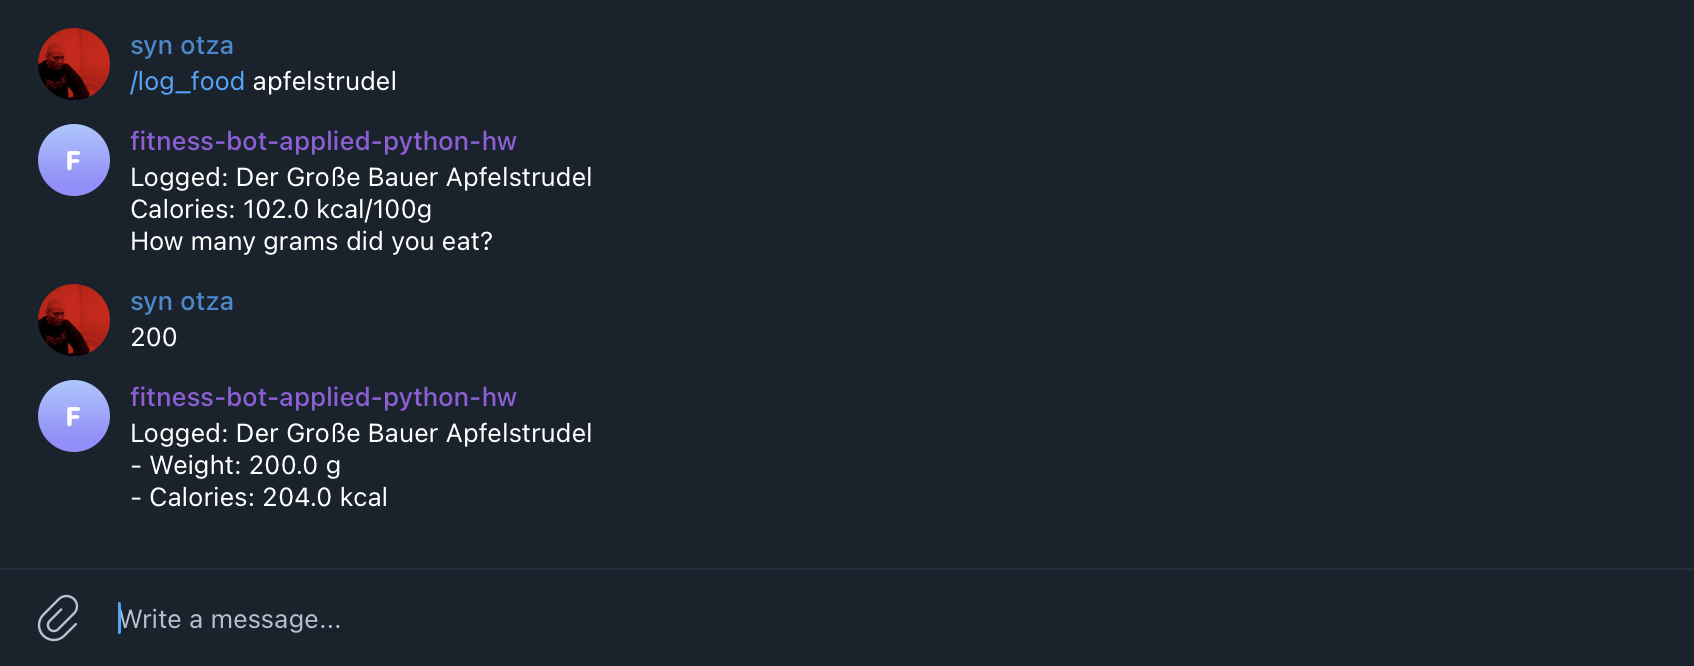 syn otza
/log_food apfelstrudel
fitness-bot-applied-python-hw
F
Logged: Der Große Bauer Apfelstrudel
Calories: 102.0 kcal/100g
How many grams did you eat?
syn otza
200
fitness-bot-applied-python-hw
F
Logged: Der Große Bauer Apfelstrudel
- Weight: 200.0 g
- Calories: 204.0 kcal
Write a message...